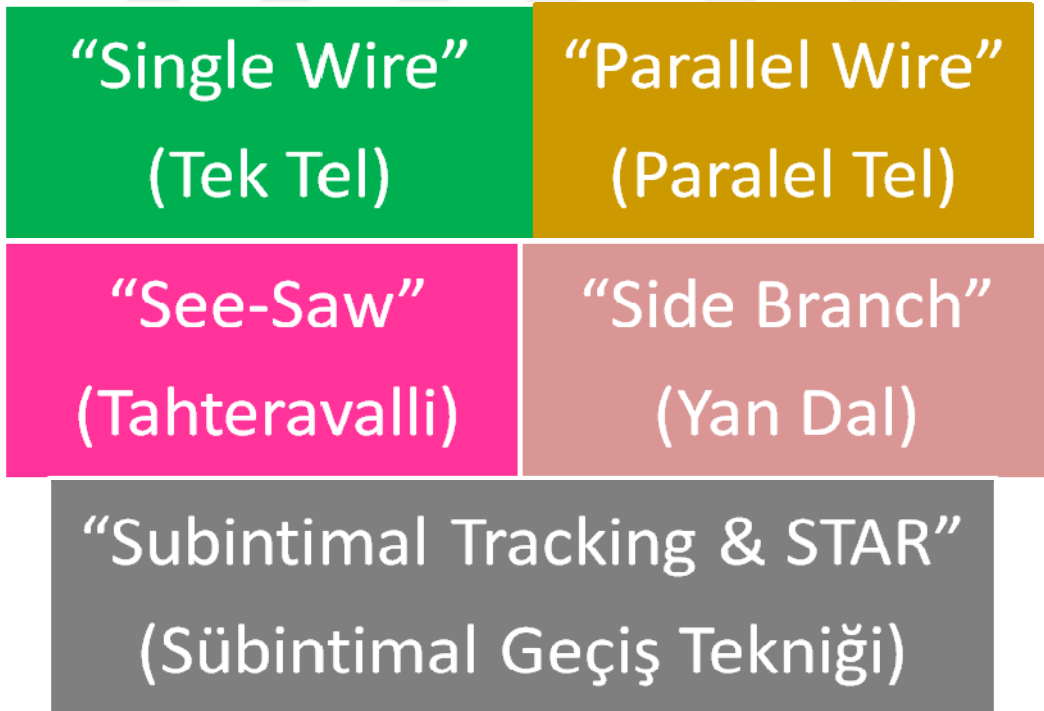 “Single Wire”
(Tek Tel)
“Parallel Wire”
(Paralel Tel)
“See-Saw”
(Tahteravalli)
“Side Branch”
(Yan Dal)
“Subintimal Tracking & STAR”
(Sübintimal Geçiş Tekniği)